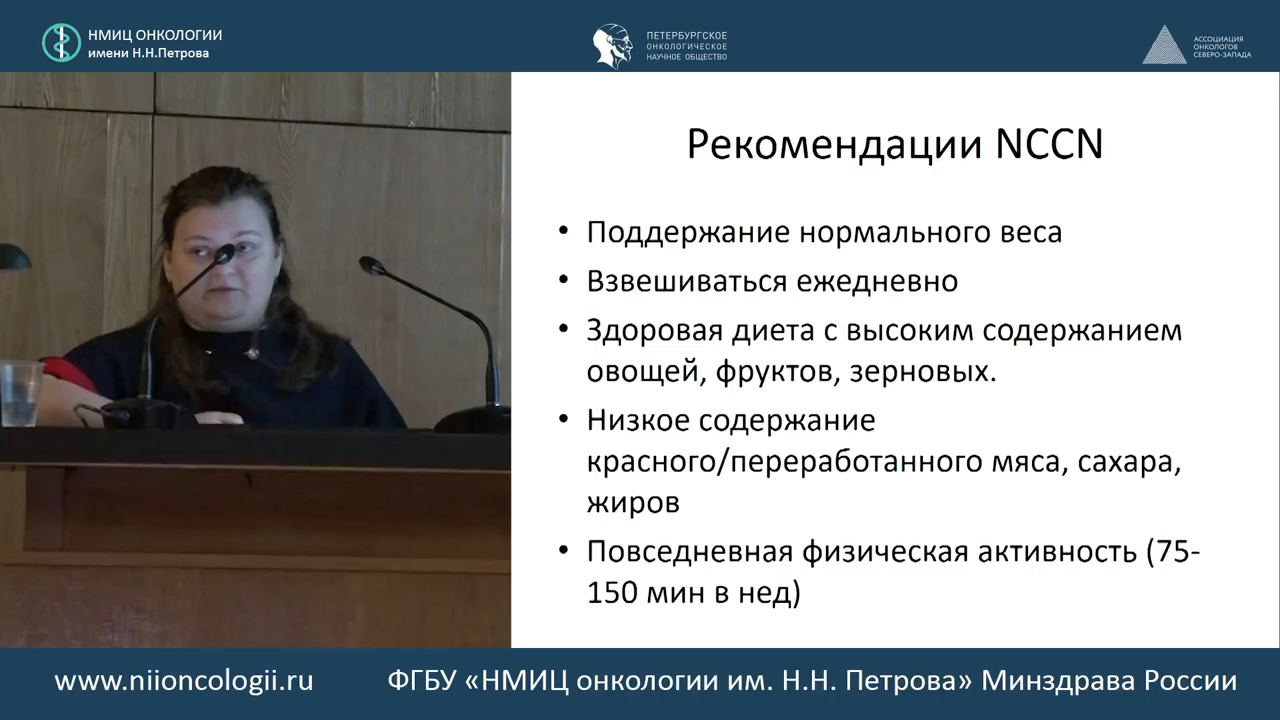 НМИЦ ОНКОЛОГИИ
имени Н.Н.Петрова
ПЕТЕРБУРГСКОЕ
ОНКОЛОГИЧЕСКОЕ
НАУЧНОЕ ОБЩЕСТВО
АССОЦИАЦИЯ
ОНКОЛОГОВ
СЕВЕРО-ЗАПАДА
Рекомендации NCCN
• Поддержание нормального веса
• Взвешиваться ежедневно
• Здоровая диета с высоким содержанием
овощей, фруктов, зерновых.
• Низкое содержание
красного/переработанного мяса, сахара,
жиров
• Повседневная физическая активность (75-
150 мин в нед)
www.niioncologii.ru
ФГБУ «НМИЦ онкологии им. Н.Н. Петрова» Минздрава России